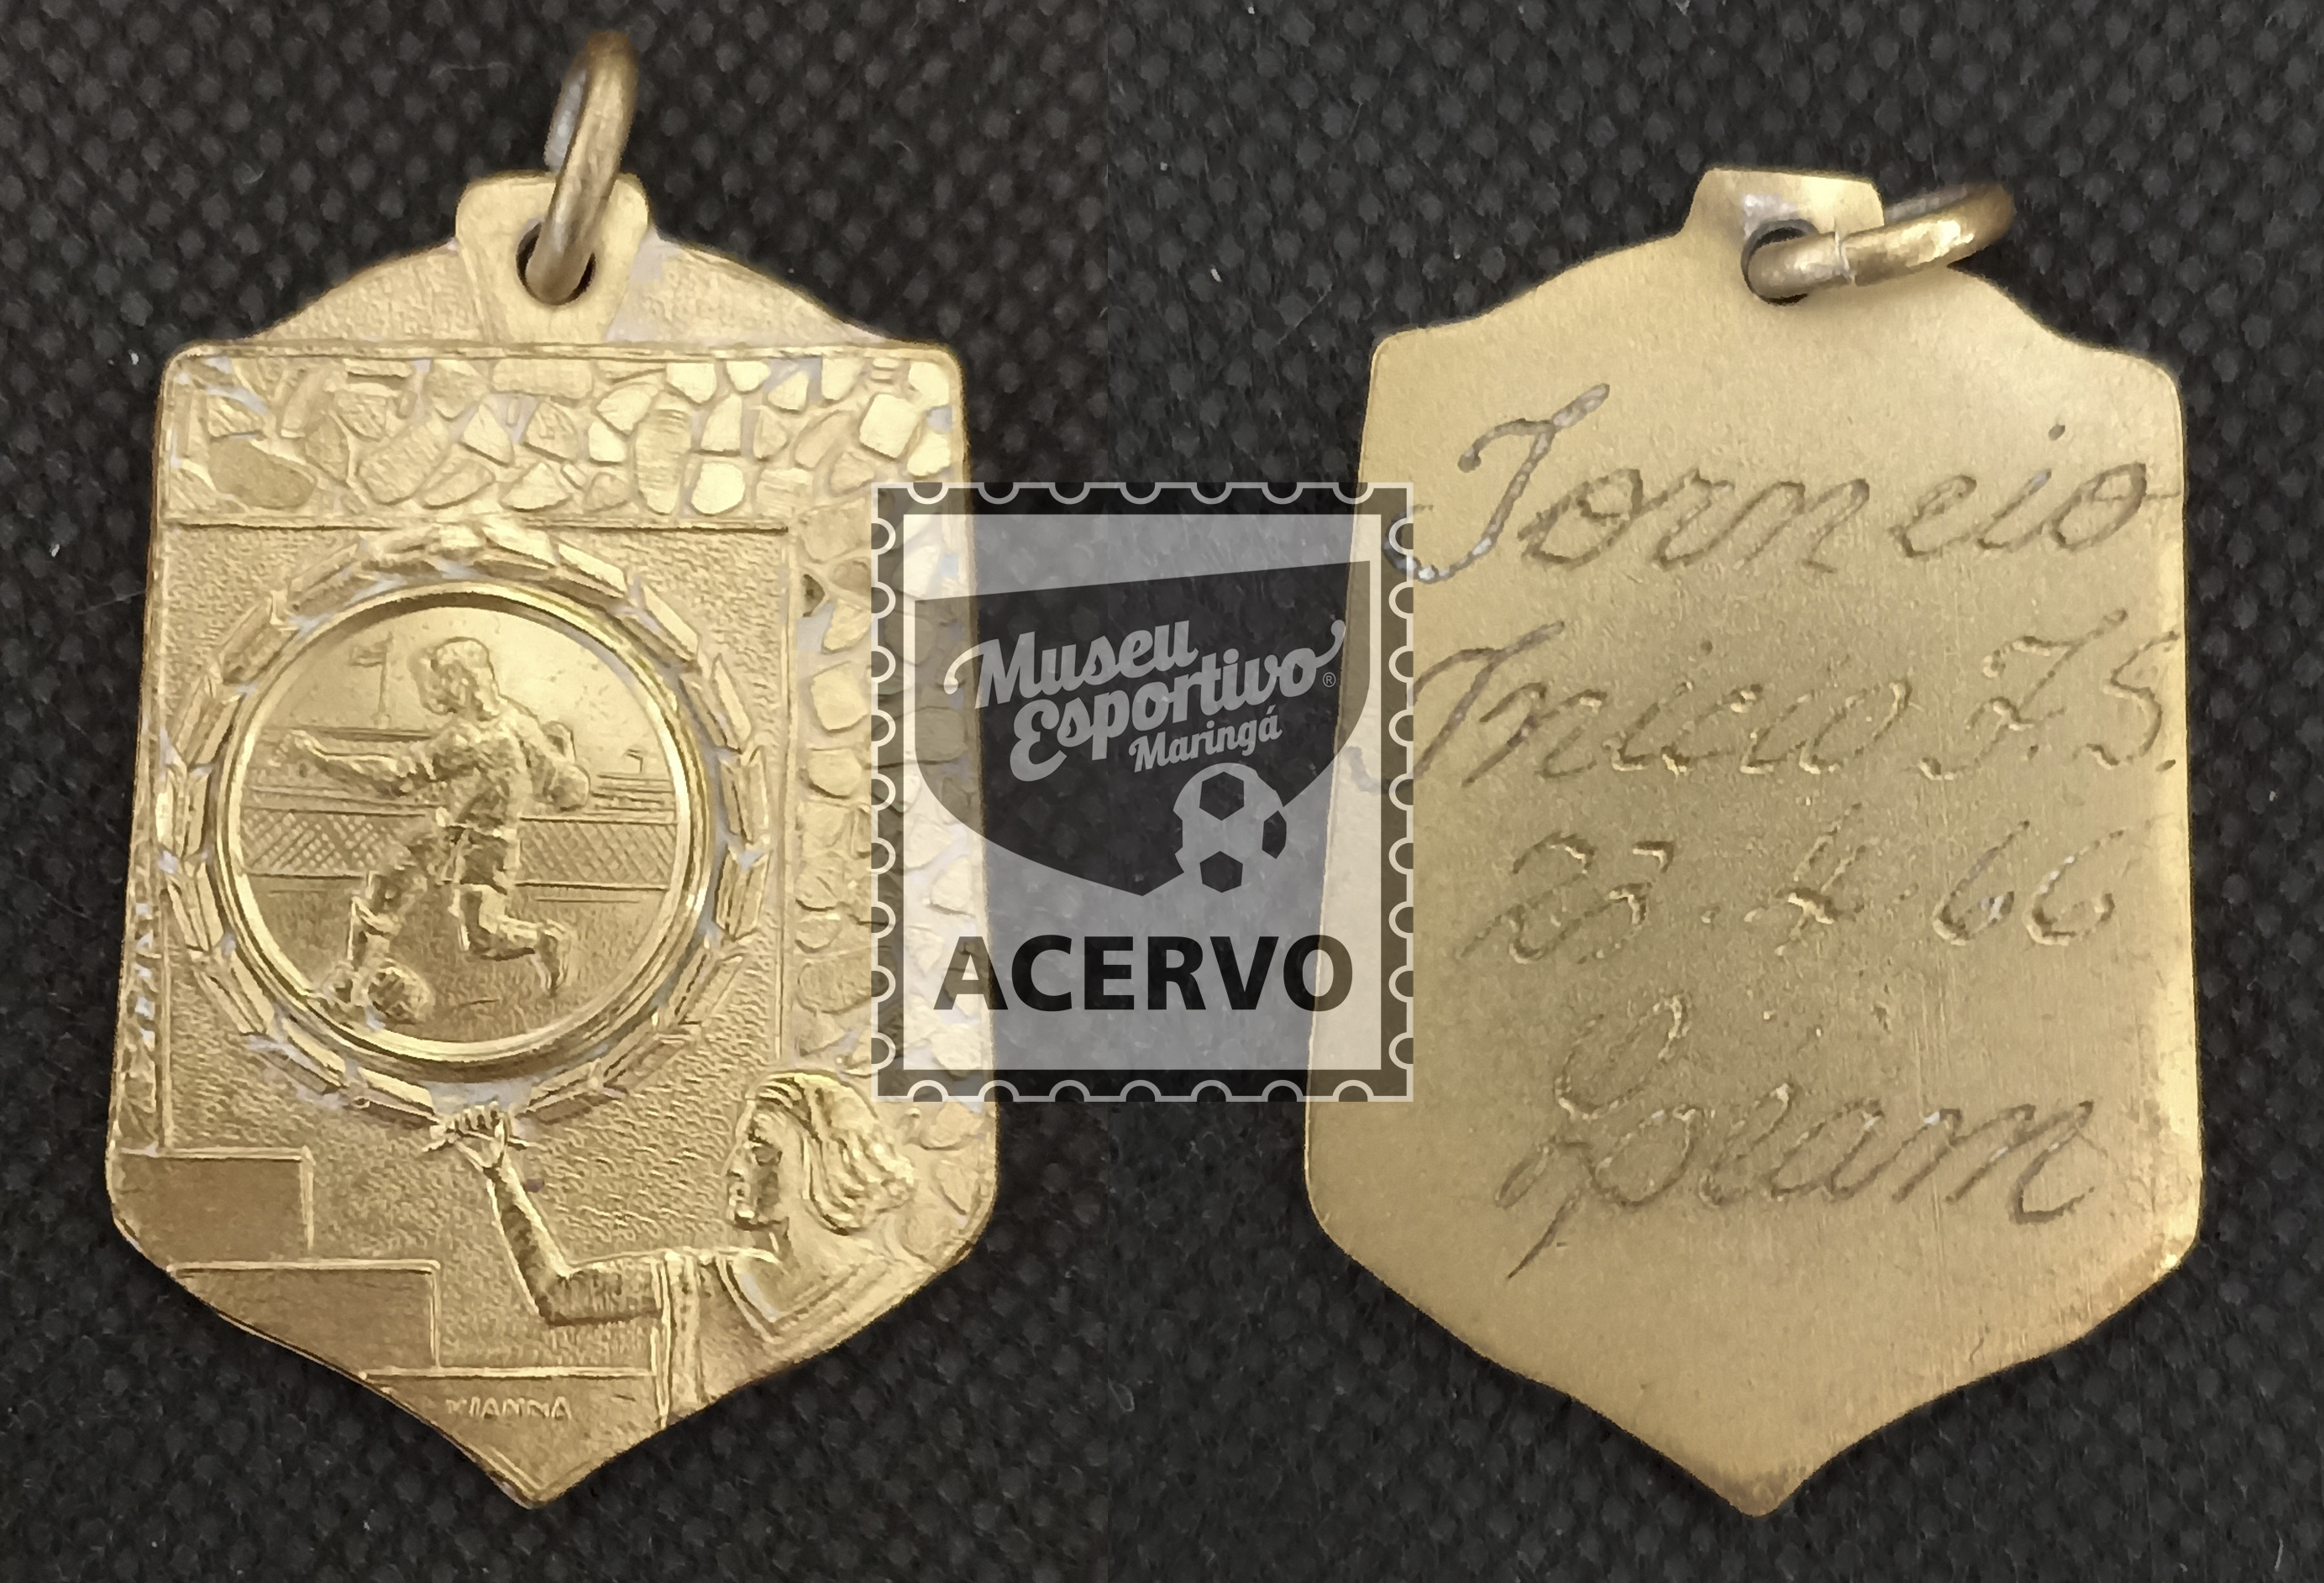 VIANNA
Museu
Esportivo®
Maringá
ACERVO
Torneio
Inicio F.S.
23.4.66